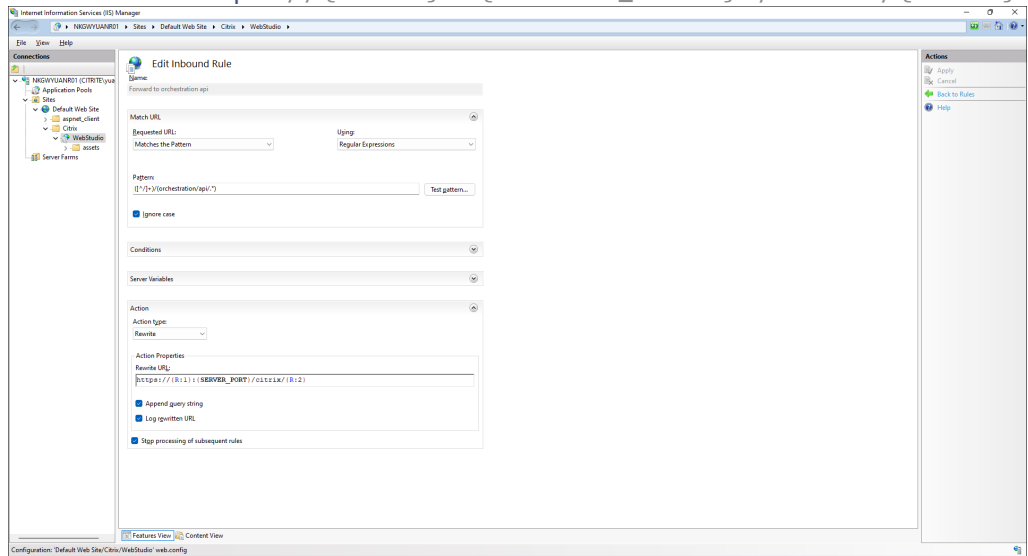 Internet Information Services (IIS) Manager
NKGWYUANR01 ▸ Sites ▸ Default Web Site ▸ Citrix ▸ WebStudio ▸
File View Help
Connections
NKGWYUANR01 (CITRITE\yua
Application Pools
Sites
Default Web Site
aspnet_client
Citrix
WebStudio
assets
Server Farms
Edit Inbound Rule
Name:
Forward to orchestration api
Match URL
Requested URL:
Using:
Matches the Pattern
Regular Expressions
Pattern:
([^/]+)/(orchestration/api/.*)
Test pattern...
Ignore case
Conditions
Server Variables
Action
Action type:
Rewrite
Action Properties
Rewrite URL:
https://{R:1}:{SERVER_PORT}/citrix/{R:2}
Append query string
Log rewritten URL
Stop processing of subsequent rules
Features View Content View
Actions
Apply
Cancel
Back to Rules
Help
Configuration: 'Default Web Site/Citrix/WebStudio' web.config